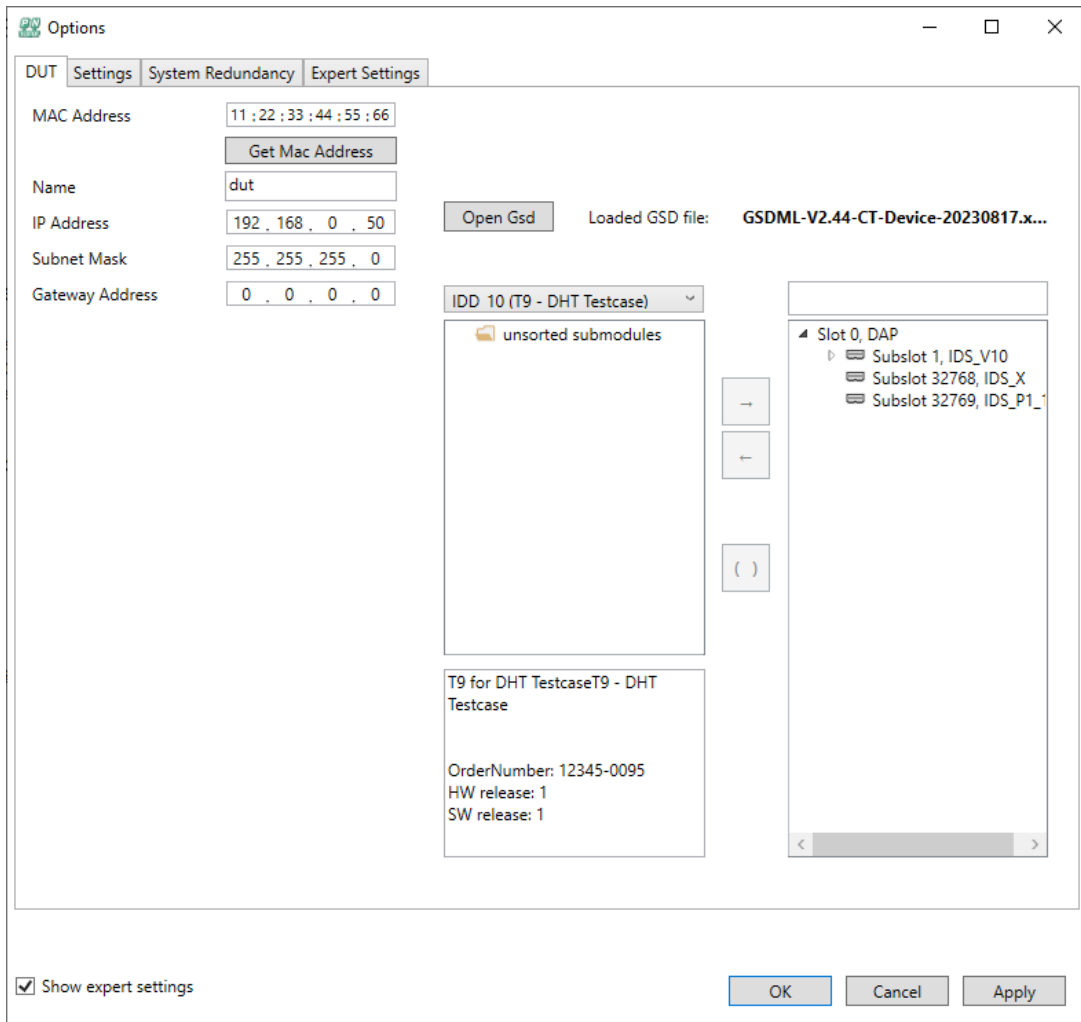 Options
DUT Settings System Redundancy Expert Settings
MAC Address 11 : 22 : 33 : 44 : 55 : 66
Get Mac Address
Name dut
IP Address 192 . 168 . 0 . 50
Open Gsd Loaded GSD file: GSDML-V2.44-CT-Device-20230817.x...
Subnet Mask 255 . 255 . 255 . 0
Gateway Address 0 . 0 . 0 . 0
IDD_10 (T9 - DHT Testcase)
unsorted submodules
Slot 0, DAP
Subslot 1, IDS_V10
Subslot 32768, IDS_X
Subslot 32769, IDS_P1_1
→
←
( )
T9 for DHT TestcaseT9 - DHT
Testcase
OrderNumber: 12345-0095
HW release: 1
SW release: 1
Show expert settings
OK Cancel Apply